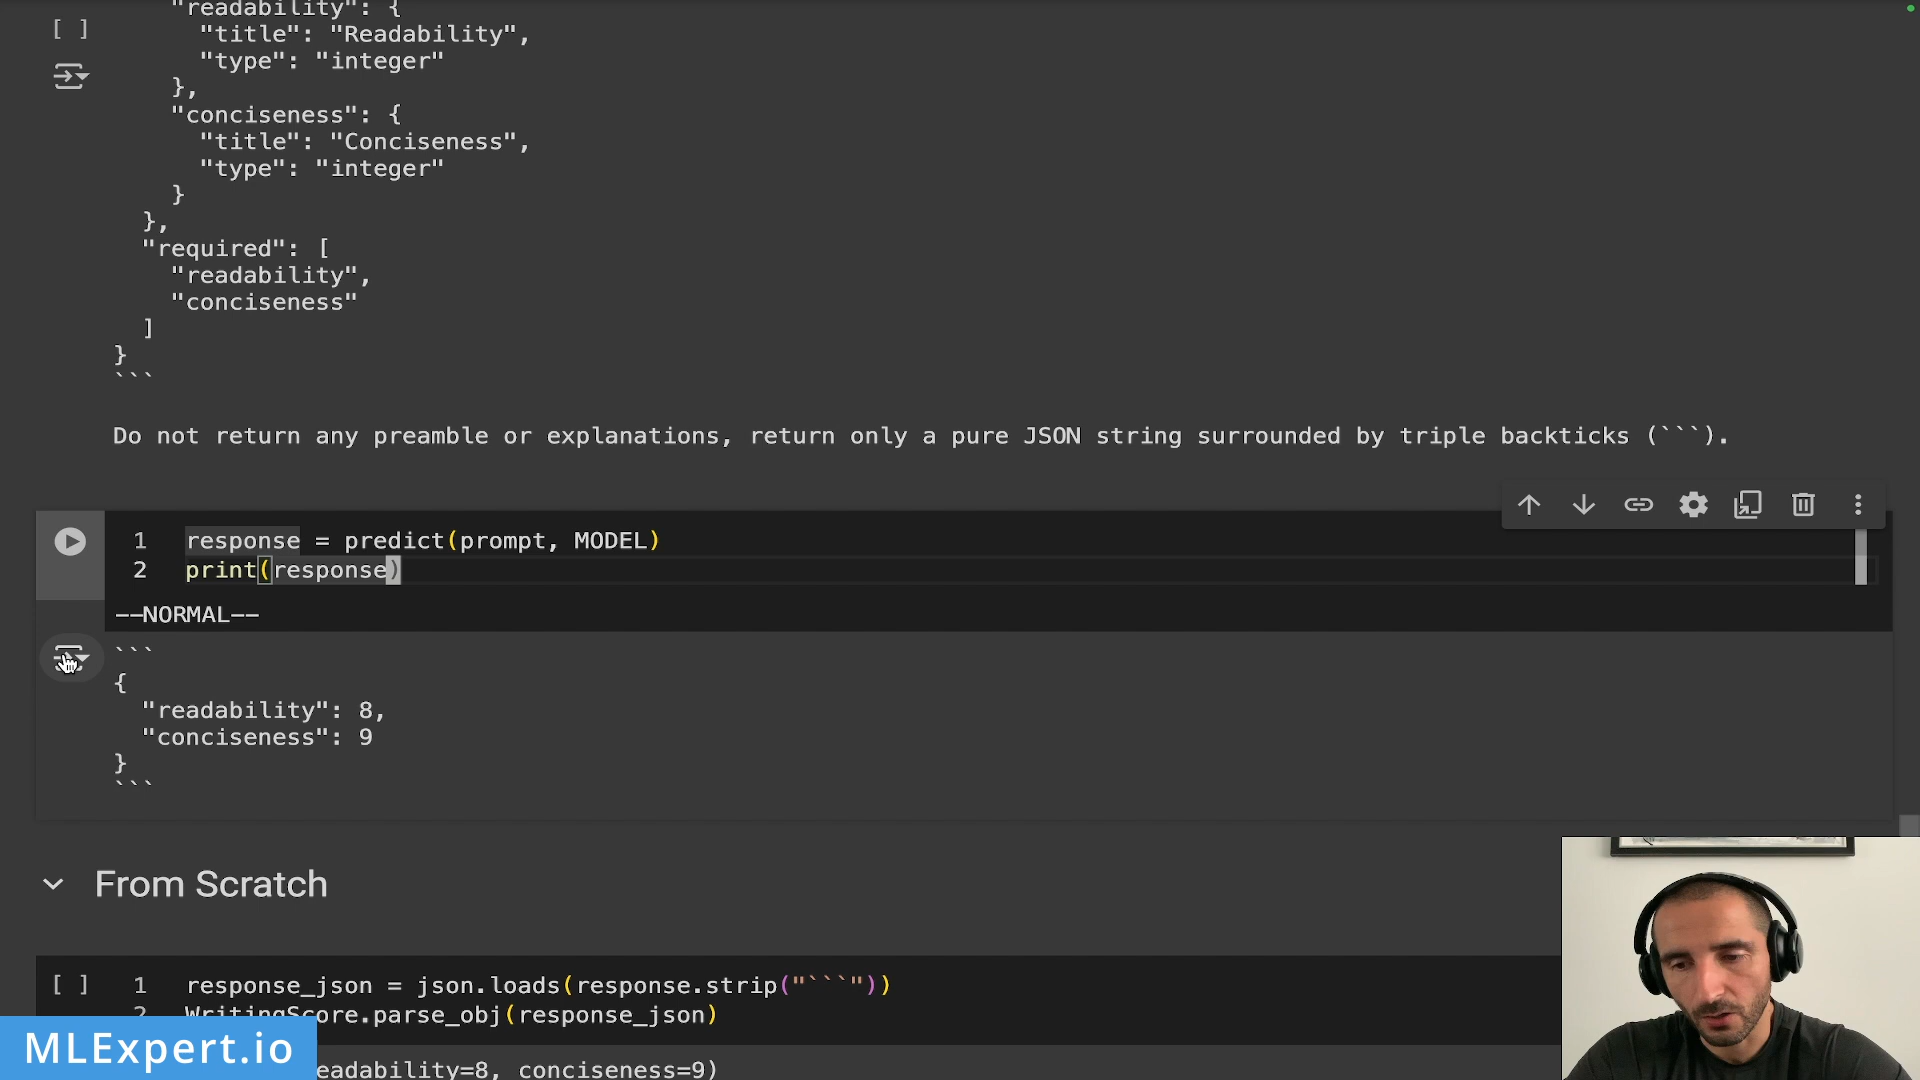 "readability": {
[ ]
"title": "Readability",
"type": "integer"
},
"conciseness": {
"title": "Conciseness",
"type": "integer"
}
},
"required": [
"readability",
"conciseness"
]
}
```
Do not return any preamble or explanations, return only a pure JSON string surrounded by triple backticks (```).
1 response = predict(prompt, MODEL)
2 print(response)
--NORMAL--
```
{
"readability": 8,
"conciseness": 9
}
```
From Scratch
[ ] 1 response_json = json.loads(response.strip("```"))
2 WritingScore.parse_obj(response_json)
MLExpert.io
eadability=8, conciseness=9)